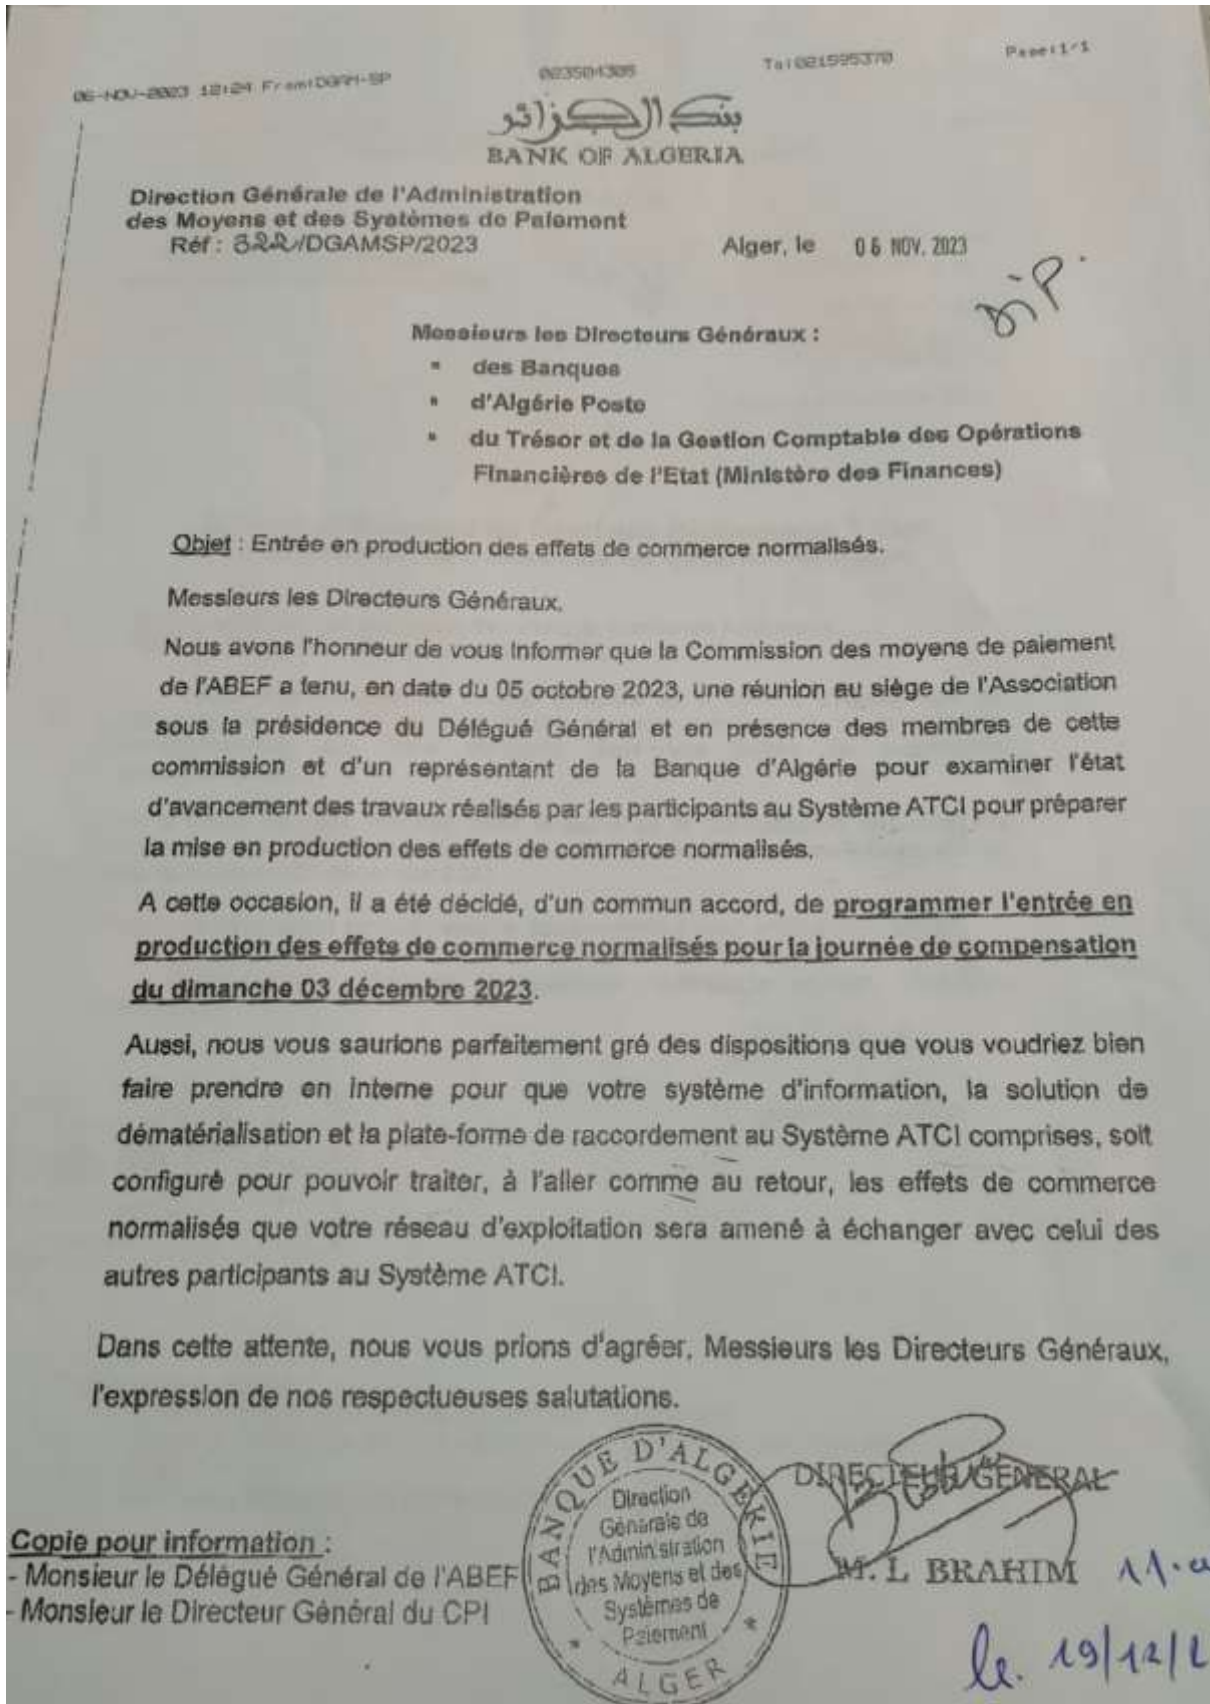 06-NOV-2023 12:24 From:DGAM-SP 023504305 To:021595370 Page:1/1
بنك الجزائر
BANK OF ALGERIA
Direction Générale de l'Administration
des Moyens et des Systèmes de Paiement
Réf : 322/DGAMSP/2023
Alger, le 06 NOV. 2023
Messieurs les Directeurs Généraux :
▪ des Banques
▪ d'Algérie Poste
▪ du Trésor et de la Gestion Comptable des Opérations
Financières de l'Etat (Ministère des Finances)
Objet : Entrée en production des effets de commerce normalisés.
Messieurs les Directeurs Généraux,
Nous avons l'honneur de vous informer que la Commission des moyens de paiement
de l'ABEF a tenu, en date du 05 octobre 2023, une réunion au siège de l'Association
sous la présidence du Délégué Général et en présence des membres de cette
commission et d'un représentant de la Banque d'Algérie pour examiner l'état
d'avancement des travaux réalisés par les participants au Système ATCI pour préparer
la mise en production des effets de commerce normalisés.
A cette occasion, il a été décidé, d'un commun accord, de programmer l'entrée en
production des effets de commerce normalisés pour la journée de compensation
du dimanche 03 décembre 2023.
Aussi, nous vous saurions parfaitement gré des dispositions que vous voudriez bien
faire prendre en interne pour que votre système d'information, la solution de
dématérialisation et la plate-forme de raccordement au Système ATCI comprises, soit
configuré pour pouvoir traiter, à l'aller comme au retour, les effets de commerce
normalisés que votre réseau d'exploitation sera amené à échanger avec celui des
autres participants au Système ATCI.
Dans cette attente, nous vous prions d'agréer, Messieurs les Directeurs Généraux,
l'expression de nos respectueuses salutations.
DIRECTEUR GENERAL
M. L BRAHIM
BANQUE D'ALGERIE
Direction
Générale de
l'Administration
des Moyens et des
Systèmes de
Paiement
ALGER
Copie pour information :
- Monsieur le Délégué Général de l'ABEF
- Monsieur le Directeur Général du CPI
le. 19/12/2